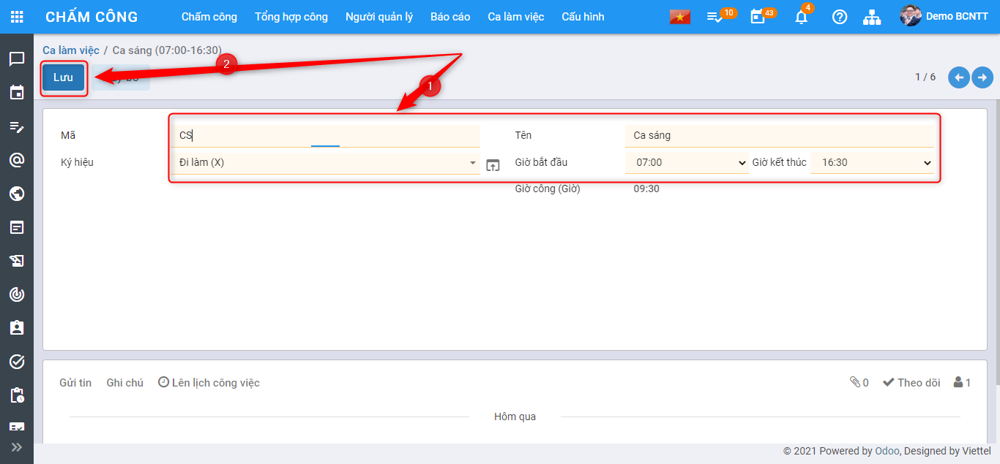 CHẤM CÔNG Chấm công Tổng hợp công Người quản lý Báo cáo Ca làm việc Cấu hình 10 43 4 Demo BCNTT
Ca làm việc / Ca sáng (07:00-16:30)
Lưu 2 1 / 6
1
Mã CS Tên Ca sáng
Ký hiệu Đi làm (X) Giờ bắt đầu 07:00 Giờ kết thúc 16:30
Giờ công (Giờ) 09:30
Gửi tin Ghi chú Lên lịch công việc 0 Theo dõi 1
Hôm qua
© 2021 Powered by Odoo, Designed by Viettel